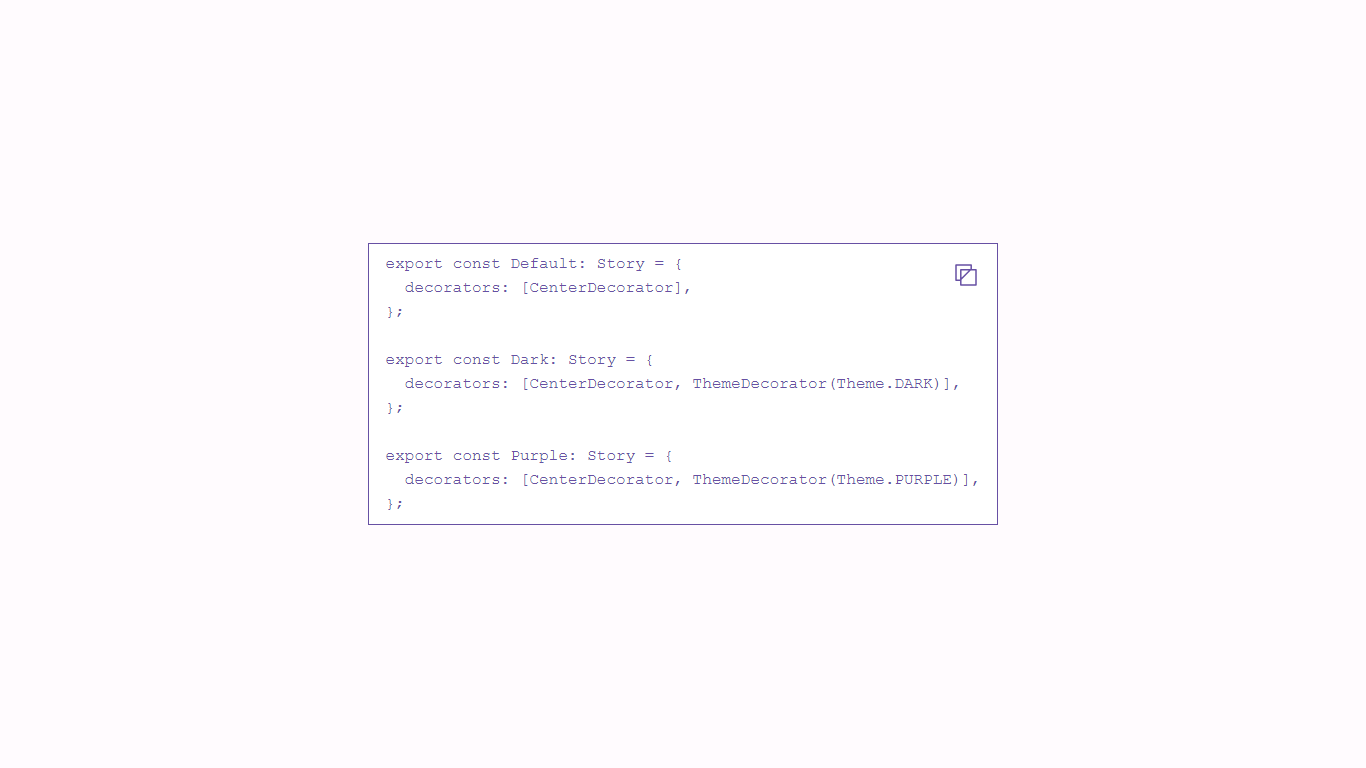 export const Default: Story = {
  decorators: [CenterDecorator],
};

export const Dark: Story = {
  decorators: [CenterDecorator, ThemeDecorator(Theme.DARK)],
};

export const Purple: Story = {
  decorators: [CenterDecorator, ThemeDecorator(Theme.PURPLE)],
};